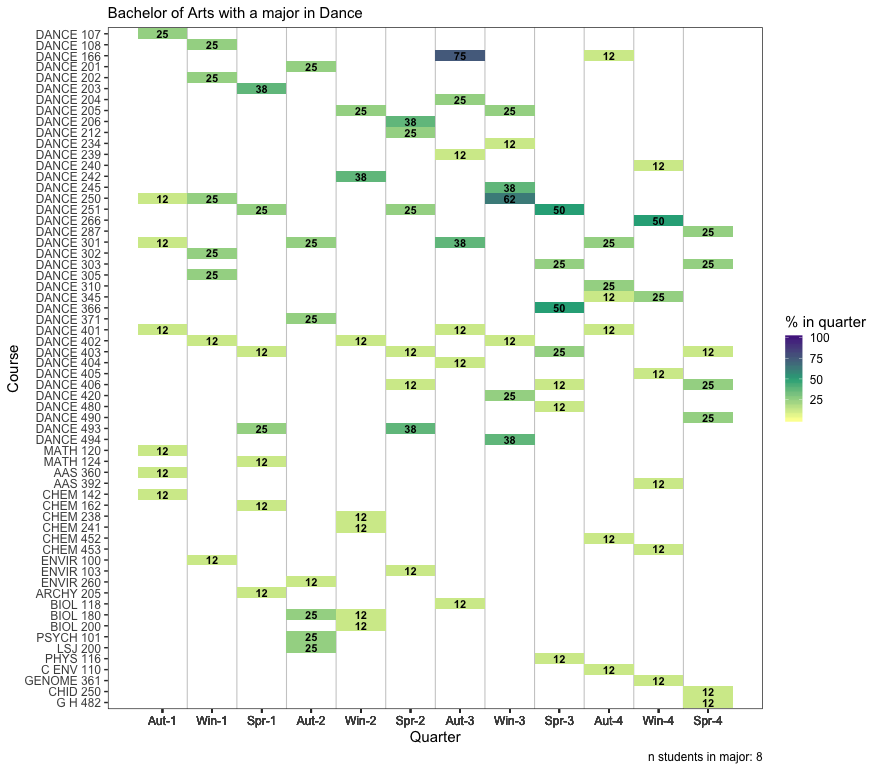 Bachelor of Arts with a major in Dance
DANCE 107 25
DANCE 108 25
DANCE 166 75 12
DANCE 201 25
DANCE 202 25
DANCE 203 38
DANCE 204 25
DANCE 205 25 25
DANCE 206 38
DANCE 212 25
DANCE 234 12
DANCE 239 12
DANCE 240 12
DANCE 242 38
DANCE 245 38
DANCE 250 12 25 62
DANCE 251 25 25 50
DANCE 266 50
DANCE 287 25
DANCE 301 12 25 38 25
DANCE 302 25
DANCE 303 25 25
DANCE 305 25
DANCE 310 25
DANCE 345 12 25
DANCE 366 50
DANCE 371 25
DANCE 401 12 12 12
DANCE 402 12 12 12
DANCE 403 12 12 25 12
DANCE 404 12
DANCE 405 12
DANCE 406 12 12 25
DANCE 420 25
DANCE 480 12
DANCE 490 25
DANCE 493 25 38
DANCE 494 38
MATH 120 12
MATH 124 12
AAS 360 12
AAS 392 12
CHEM 142 12
CHEM 162 12
CHEM 238 12
CHEM 241 12
CHEM 452 12
CHEM 453 12
ENVIR 100 12
ENVIR 103 12
ENVIR 260 12
ARCHY 205 12
BIOL 118 12
BIOL 180 25 12
BIOL 200 12
PSYCH 101 25
LSJ 200 25
PHYS 116 12
C ENV 110 12
GENOME 361 12
CHID 250 12
G H 482 12
Aut-1 Win-1 Spr-1 Aut-2 Win-2 Spr-2 Aut-3 Win-3 Spr-3 Aut-4 Win-4 Spr-4
Quarter
Course
% in quarter
100
75
50
25
n students in major: 8